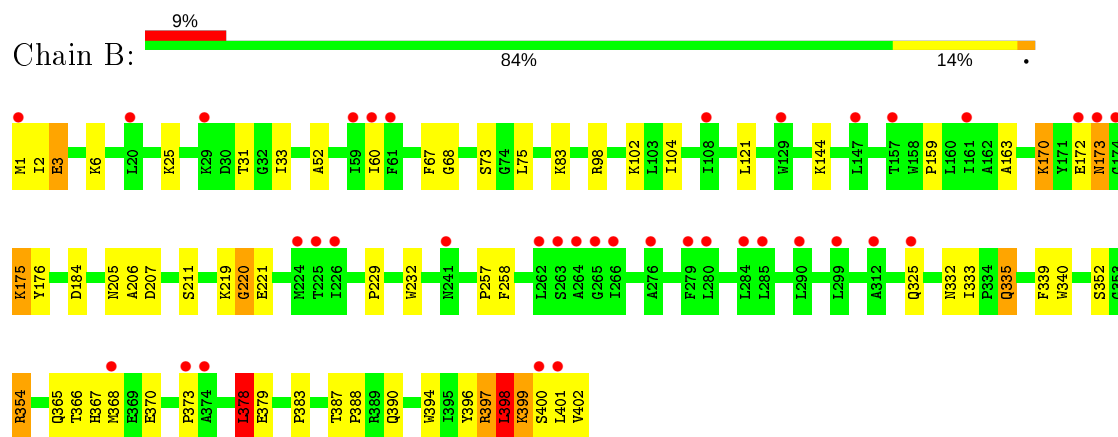 9%
Chain B:
84% 14% •
M1 I2 E3 K6 L20 K25 K29 D30 T31 G32 I33 A52 I59 I60 F61 F67 G68 S73 G74 L75 K83 R98 K102 L103 I104 I108 L121 W129 K144 L147 T157 W158 P159 L160 I161 A162 A163 K170 Y171 E172 N173 G174
K175 Y176 D184 N205 A206 D207 S211 K219 G220 E221 M224 T225 I226 P229 W232 N241 P257 F258 L262 S263 A264 G265 I266 A276 F279 L280 L284 L285 L290 L299 A312 Q325 N332 I333 P334 Q335 F339 W340 S352 G353
R354 Q365 T366 H367 M368 E369 E370 P373 A374 L378 E379 P383 T387 P388 R389 Q390 W394 I395 Y396 R397 L398 K399 S400 L401 V402